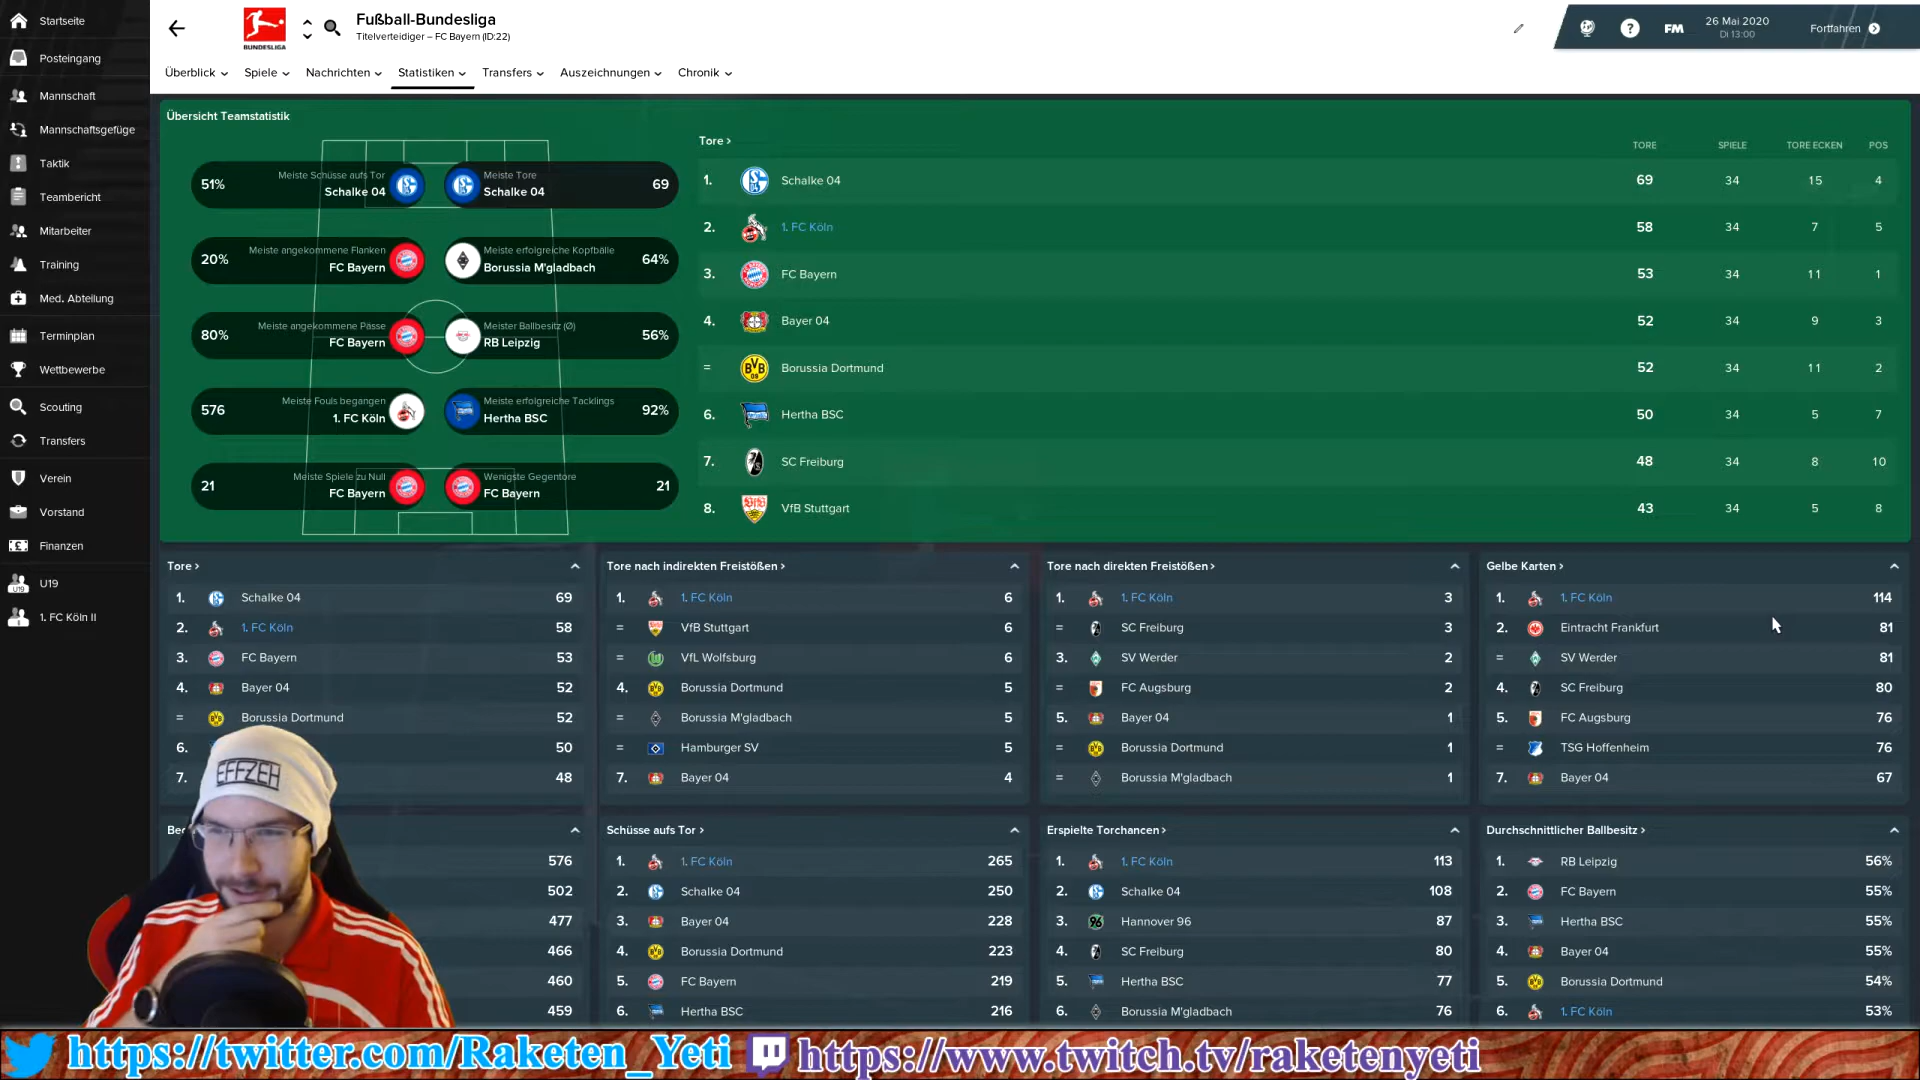 Startseite
Posteingang
Mannschaft
Mannschaftsgefüge
Taktik
Teambericht
Mitarbeiter
Training
Med. Abteilung
Terminplan
Wettbewerbe
Scouting
Transfers
Verein
Vorstand
Finanzen
U19
1. FC Köln II
BUNDESLIGA
Fußball-Bundesliga
Titelverteidiger – FC Bayern (ID:22)
FM
26 Mai 2020
Di 13:00
Fortfahren
Überblick Spiele Nachrichten Statistiken Transfers Auszeichnungen Chronik
Übersicht Teamstatistik
51% Meiste Schüsse aufs Tor Schalke 04
Meiste Tore Schalke 04 69
20% Meiste angekommene Flanken FC Bayern
Meiste erfolgreiche Kopfbälle Borussia M'gladbach 64%
80% Meiste angekommene Pässe FC Bayern
Meister Ballbesitz (Ø) RB Leipzig 56%
576 Meiste Fouls begangen 1. FC Köln
Meiste erfolgreiche Tacklings Hertha BSC 92%
21 Meiste Spiele zu Null FC Bayern
Wenigste Gegentore FC Bayern 21
Tore >
TORE SPIELE TORE ECKEN POS
1. Schalke 04 69 34 15 4
2. 1. FC Köln 58 34 7 5
3. FC Bayern 53 34 11 1
4. Bayer 04 52 34 9 3
= Borussia Dortmund 52 34 11 2
6. Hertha BSC 50 34 5 7
7. SC Freiburg 48 34 8 10
8. VfB Stuttgart 43 34 5 8
Tore >
1. Schalke 04 69
2. 1. FC Köln 58
3. FC Bayern 53
4. Bayer 04 52
= Borussia Dortmund 52
6. 50
7. 48
Tore nach indirekten Freistößen >
1. 1. FC Köln 6
= VfB Stuttgart 6
= VfL Wolfsburg 6
4. Borussia Dortmund 5
= Borussia M'gladbach 5
= Hamburger SV 5
7. Bayer 04 4
Tore nach direkten Freistößen >
1. 1. FC Köln 3
= SC Freiburg 3
3. SV Werder 2
= FC Augsburg 2
5. Bayer 04 1
= Borussia Dortmund 1
= Borussia M'gladbach 1
Gelbe Karten >
1. 1. FC Köln 114
2. Eintracht Frankfurt 81
= SV Werder 81
4. SC Freiburg 80
5. FC Augsburg 76
= TSG Hoffenheim 76
7. Bayer 04 67
EFFZEH
576
502
477
466
460
459
Schüsse aufs Tor >
1. 1. FC Köln 265
2. Schalke 04 250
3. Bayer 04 228
4. Borussia Dortmund 223
5. FC Bayern 219
6. Hertha BSC 216
Erspielte Torchancen >
1. 1. FC Köln 113
2. Schalke 04 108
3. Hannover 96 87
4. SC Freiburg 80
5. Hertha BSC 77
6. Borussia M'gladbach 76
Durchschnittlicher Ballbesitz >
1. RB Leipzig 56%
2. FC Bayern 55%
3. Hertha BSC 55%
4. Bayer 04 55%
5. Borussia Dortmund 54%
6. 1. FC Köln 53%
https://twitter.com/Raketen_Yeti https://www.twitch.tv/raketenyeti